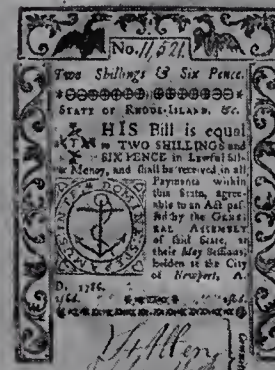 No. 11,521.
Two Shillings & Six Pence.
STATE OF RHODE-ISLAND, &c.
THIS Bill is equal
to TWO SHILLINGS and
SIX PENCE in Lawful Sil-
ver Money, and shall be received in all
Payments within
this State, agree-
able to an Act pas-
sed by the GENE-
RAL ASSEMBLY
of said State, at
their May Sessions,
holden at the City
of Newport, A.
D. 1786.